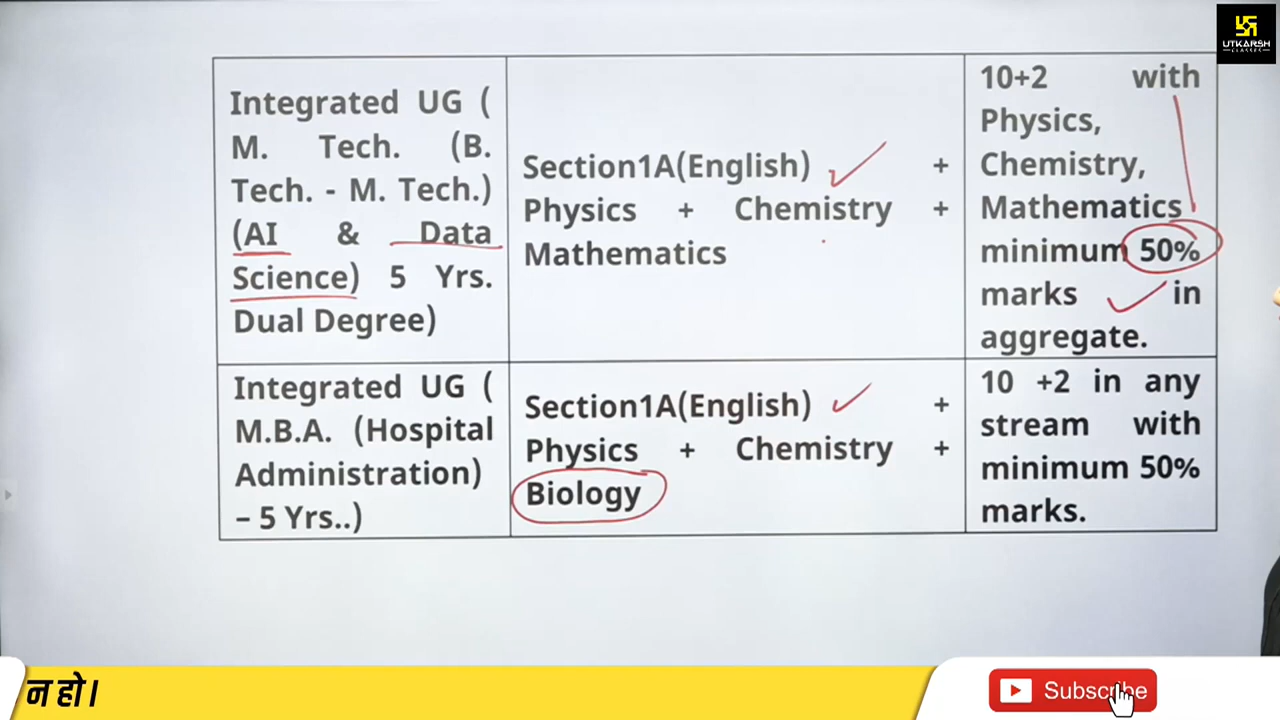 UTKARSH
CLASSES
Integrated UG (
M. Tech. (B.
Tech. - M. Tech.)
(AI & Data
Science) 5 Yrs.
Dual Degree)
Section1A(English) +
Physics + Chemistry +
Mathematics
10+2 with
Physics,
Chemistry,
Mathematics
minimum 50%
marks in
aggregate.
Integrated UG (
M.B.A. (Hospital
Administration)
– 5 Yrs..)
Section1A(English) +
Physics + Chemistry +
Biology
10 +2 in any
stream with
minimum 50%
marks.
न हो।
Subscribe